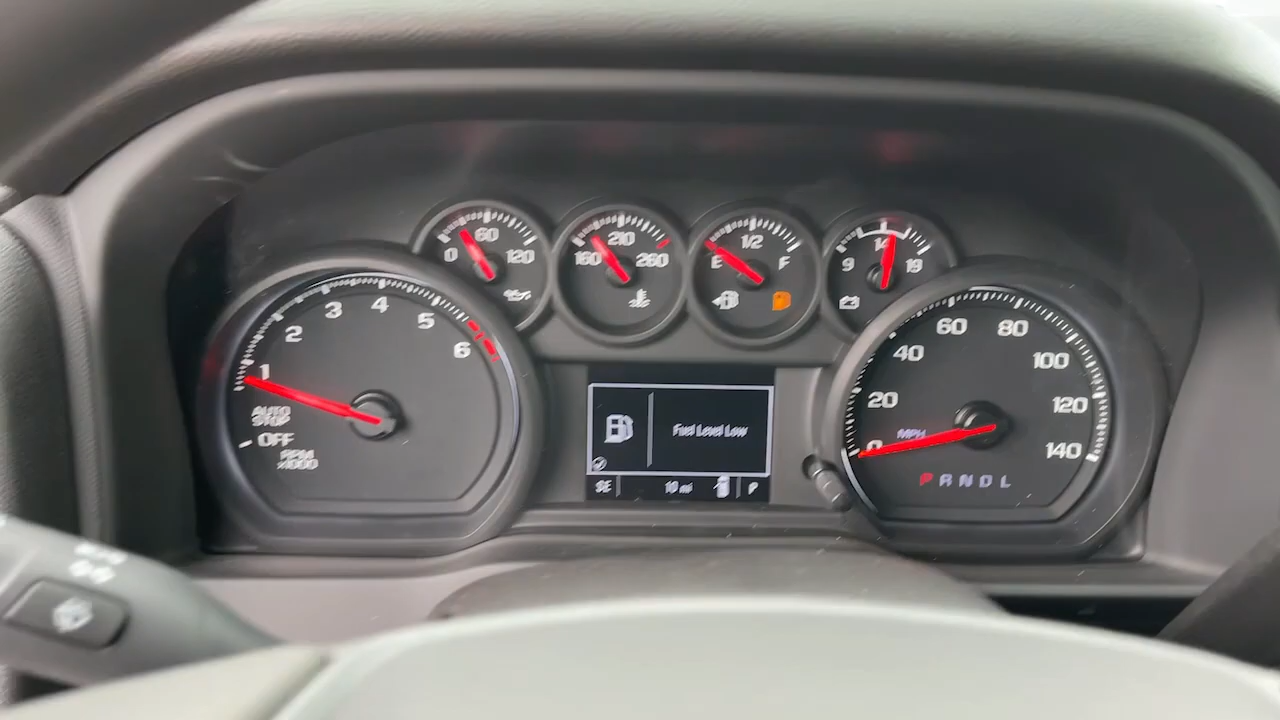 0 60 120
160 210 260
E 1/2 F
9 14 19
1 2 3 4 5 6
AUTO
STOP
OFF
RPM
x1000
Fuel Level Low
SE 10 mi P
0 20 40 60 80 100 120 140
MPH
P R N D L